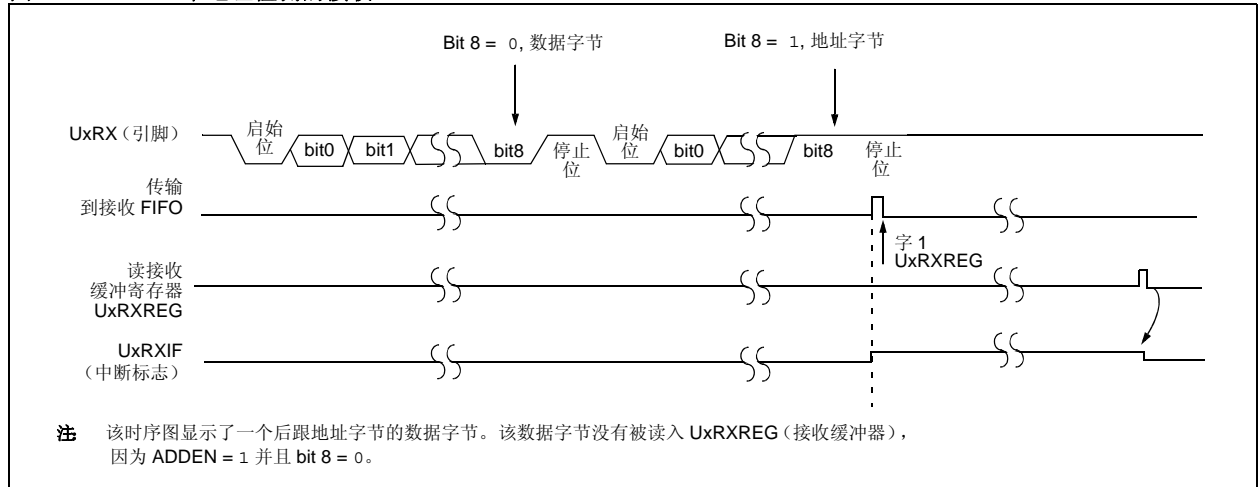 Bit 8 = 0, 数据字节
Bit 8 = 1, 地址字节
UxRX（引脚）
启始
位
bit0
bit1
bit8
停止
位
启始
位
bit0
bit8
停止
位
传输
到接收 FIFO
字 1
UxRXREG
读接收
缓冲寄存器
UxRXREG
UxRXIF
（中断标志）
注 该时序图显示了一个后跟地址字节的数据字节。该数据字节没有被读入 UxRXREG（接收缓冲器），
因为 ADDEN = 1 并且 bit 8 = 0。